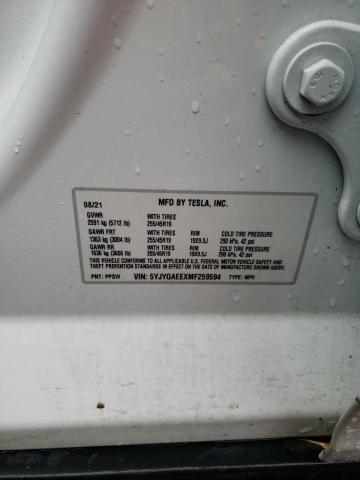 08/21 MFD BY TESLA, INC.
GVWR WITH TIRES
2591 kg (5712 lb) 255/45R19
GAWR FRT WITH TIRES RIM COLD TIRE PRESSURE
1363 kg (3004 lb) 255/45R19 19X9.5J 290 kPa, 42 psi
GAWR RR WITH TIRES RIM COLD TIRE PRESSURE
1636 kg (3606 lb) 255/45R19 19X9.5J 290 kPa, 42 psi
THIS VEHICLE CONFORMS TO ALL APPLICABLE U.S. FEDERAL MOTOR VEHICLE SAFETY AND
THEFT PREVENTION STANDARDS IN EFFECT ON THE DATE OF MANUFACTURE SHOWN ABOVE.
PNT: PPSW VIN: 5YJYGAEEXMF259594 TYPE: MPV